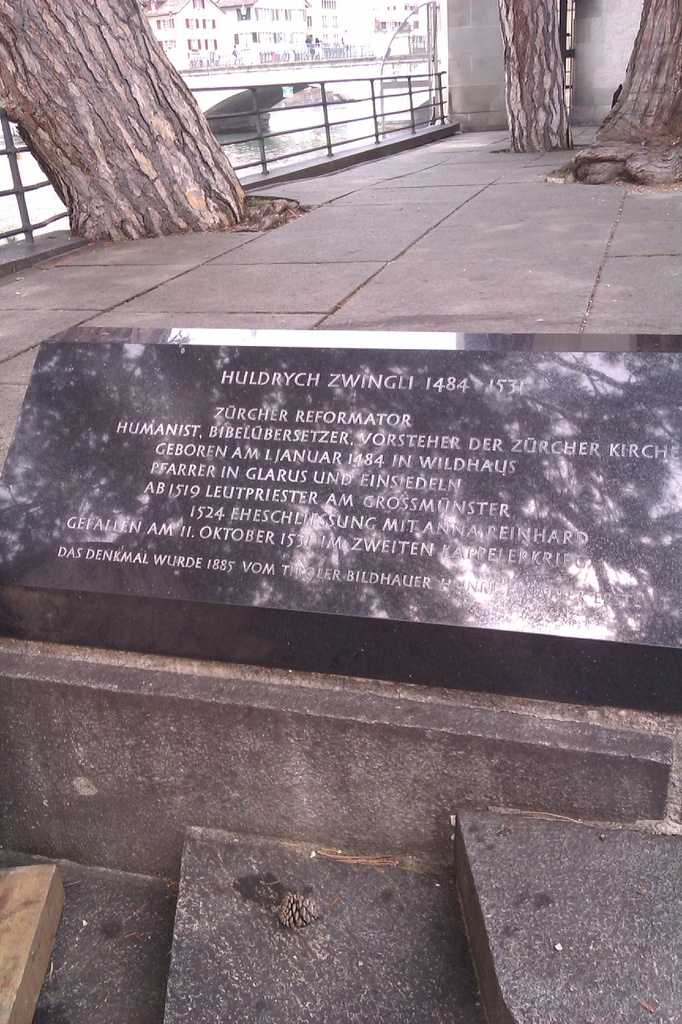 HULDRYCH ZWINGLI 1484 1531
ZÜRCHER REFORMATOR
HUMANIST, BIBELÜBERSETZER, VORSTEHER DER ZÜRCHER KIRCHE
GEBOREN AM 1. JANUAR 1484 IN WILDHAUS
PFARRER IN GLARUS UND EINSIEDELN
AB 1519 LEUTPRIESTER AM GROSSMÜNSTER
1524 EHESCHLIESSUNG MIT ANNA REINHARD
GEFALLEN AM 11. OKTOBER 1531 IM ZWEITEN KAPPELERKRIEG
DAS DENKMAL WURDE 1885 VOM TIROLER BILDHAUER HEINRICH